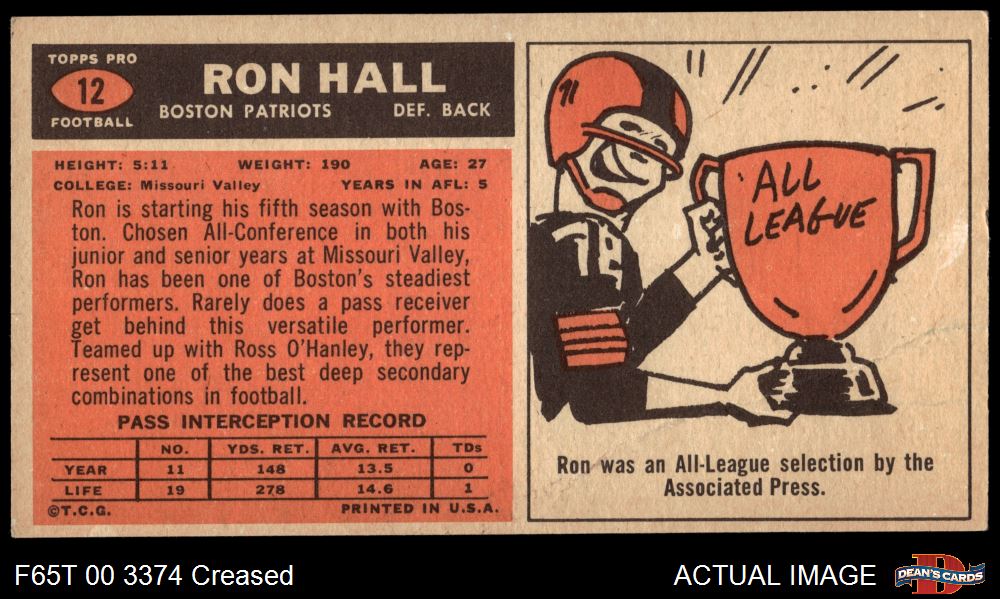 TOPPS PRO
12
FOOTBALL
RON HALL
BOSTON PATRIOTS DEF. BACK
HEIGHT: 5:11 WEIGHT: 190 AGE: 27
COLLEGE: Missouri Valley YEARS IN AFL: 5
Ron is starting his fifth season with Bos-
ton. Chosen All-Conference in both his
junior and senior years at Missouri Valley,
Ron has been one of Boston's steadiest
performers. Rarely does a pass receiver
get behind this versatile performer.
Teamed up with Ross O'Hanley, they rep-
resent one of the best deep secondary
combinations in football.
PASS INTERCEPTION RECORD
NO. YDS. RET. AVG. RET. TDs
YEAR 11 148 13.5 0
LIFE 19 278 14.6 1
©T.C.G. PRINTED IN U.S.A.
ALL
LEAGUE
Ron was an All-League selection by the
Associated Press.
F65T 00 3374 Creased
ACTUAL IMAGE
D
DEAN'S CARDS